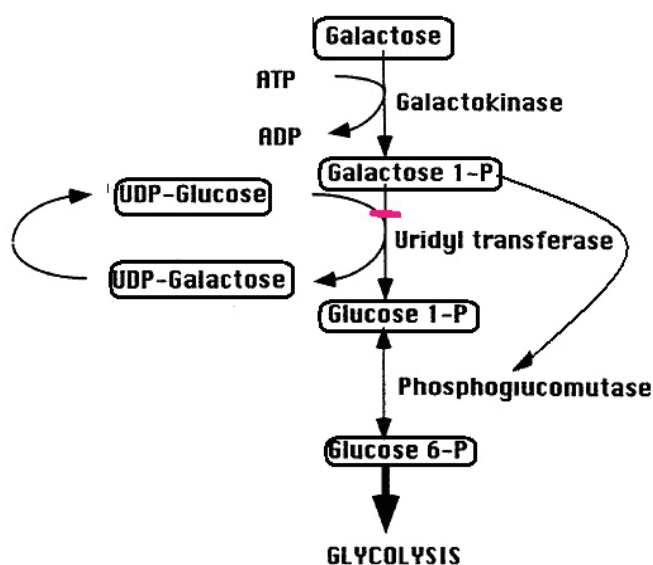 Galactose
ATP
Galactokinase
ADP
Galactose 1-P
UDP-Glucose
Uridyl transferase
UDP-Galactose
Glucose 1-P
Phosphoglucomutase
Glucose 6-P
GLYCOLYSIS